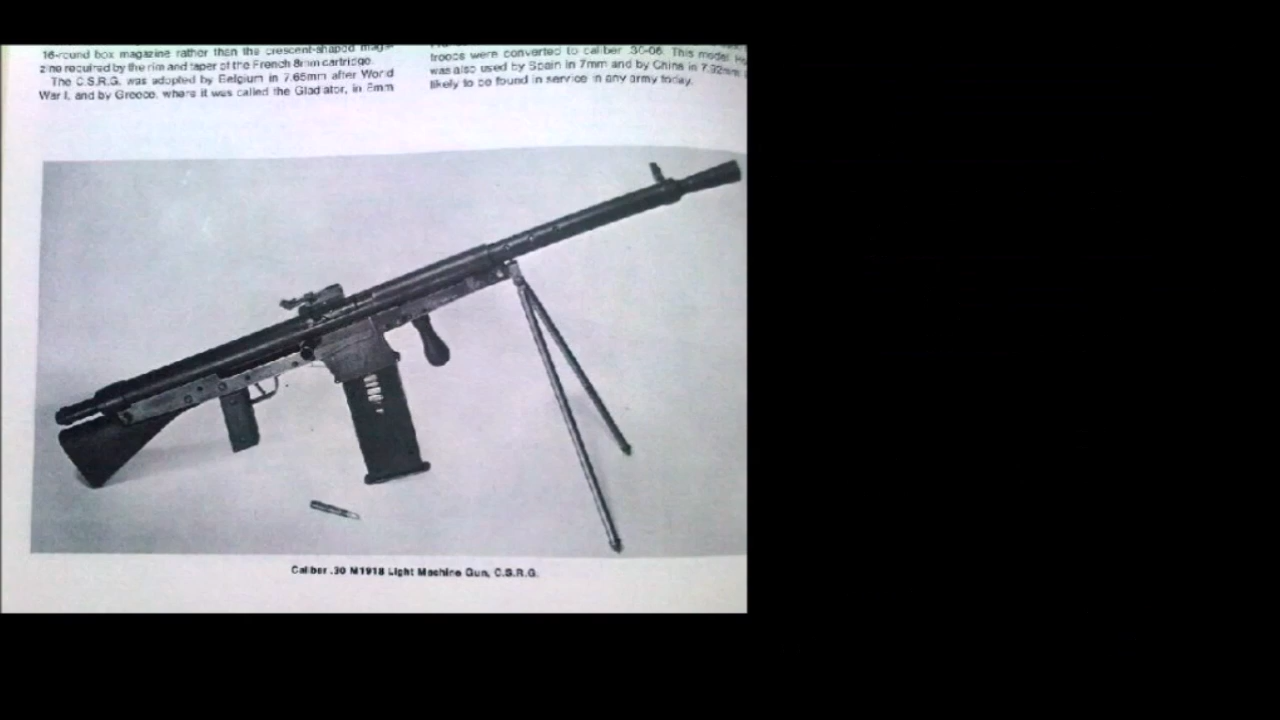 16-round box magazine rather than the crescent-shaped maga-
zine required by the rim and taper of the French 8mm cartridge.
The C.S.R.G. was adopted by Belgium in 7.65mm after World
War I, and by Greece, where it was called the Gladiator, in 8mm
troops were converted to caliber .30-06. This model
was also used by Spain in 7mm and by China in 7.92mm
likely to be found in service in any army today.
Caliber .30 M1918 Light Machine Gun, C.S.R.G.